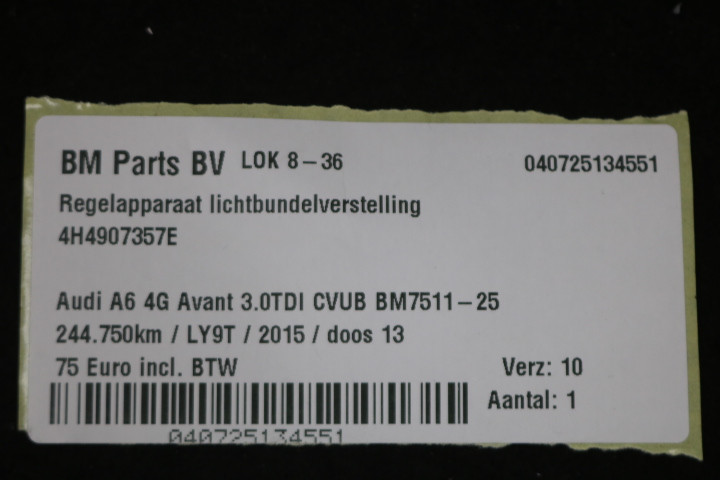 BM Parts BV LOK 8-36 040725134551
Regelapparaat lichtbundelverstelling
4H4907357E
Audi A6 4G Avant 3.0TDI CVUB BM7511-25
244.750km / LY9T / 2015 / doos 13
75 Euro incl. BTW Verz: 10
Aantal: 1
040725134551